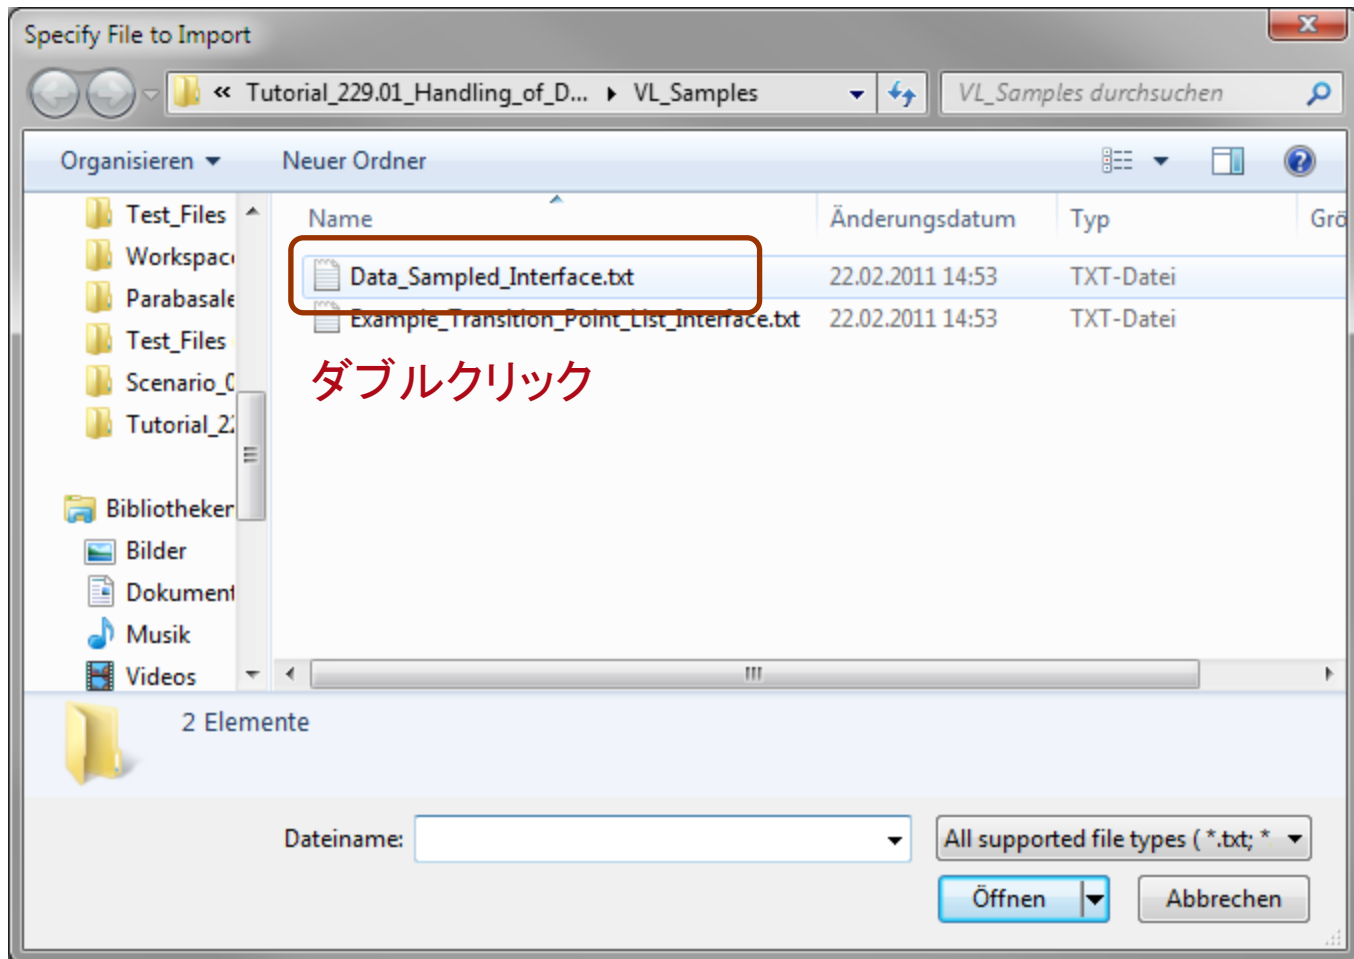 Specify File to Import
« Tutorial_229.01_Handling_of_D... VL_Samples
VL_Samples durchsuchen
Organisieren
Neuer Ordner
Name
Änderungsdatum
Typ
Grö
Test_Files
Workspac
Parabasale
Test_Files
Scenario_0
Tutorial_22
Bibliotheken
Bilder
Dokument
Musik
Videos
Data_Sampled_Interface.txt 22.02.2011 14:53 TXT-Datei
Example_Transition_Point_List_Interface.txt 22.02.2011 14:53 TXT-Datei
ダブルクリック
2 Elemente
Dateiname:
All supported file types ( *.txt; *
Öffnen
Abbrechen